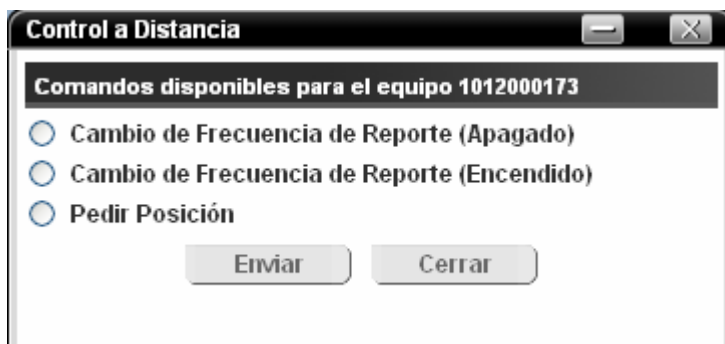 Control a Distancia
Comandos disponibles para el equipo 1012000173
Cambio de Frecuencia de Reporte (Apagado)
Cambio de Frecuencia de Reporte (Encendido)
Pedir Posición
Enviar Cerrar